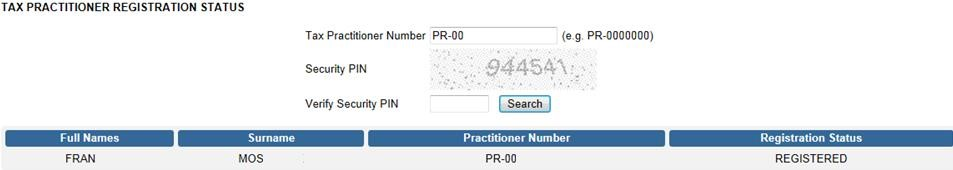 TAX PRACTITIONER REGISTRATION STATUS
Tax Practitioner Number PR-00 (e.g. PR-0000000)
Security PIN 944541
Verify Security PIN Search
Full Names Surname Practitioner Number Registration Status
FRAN MOS PR-00 REGISTERED